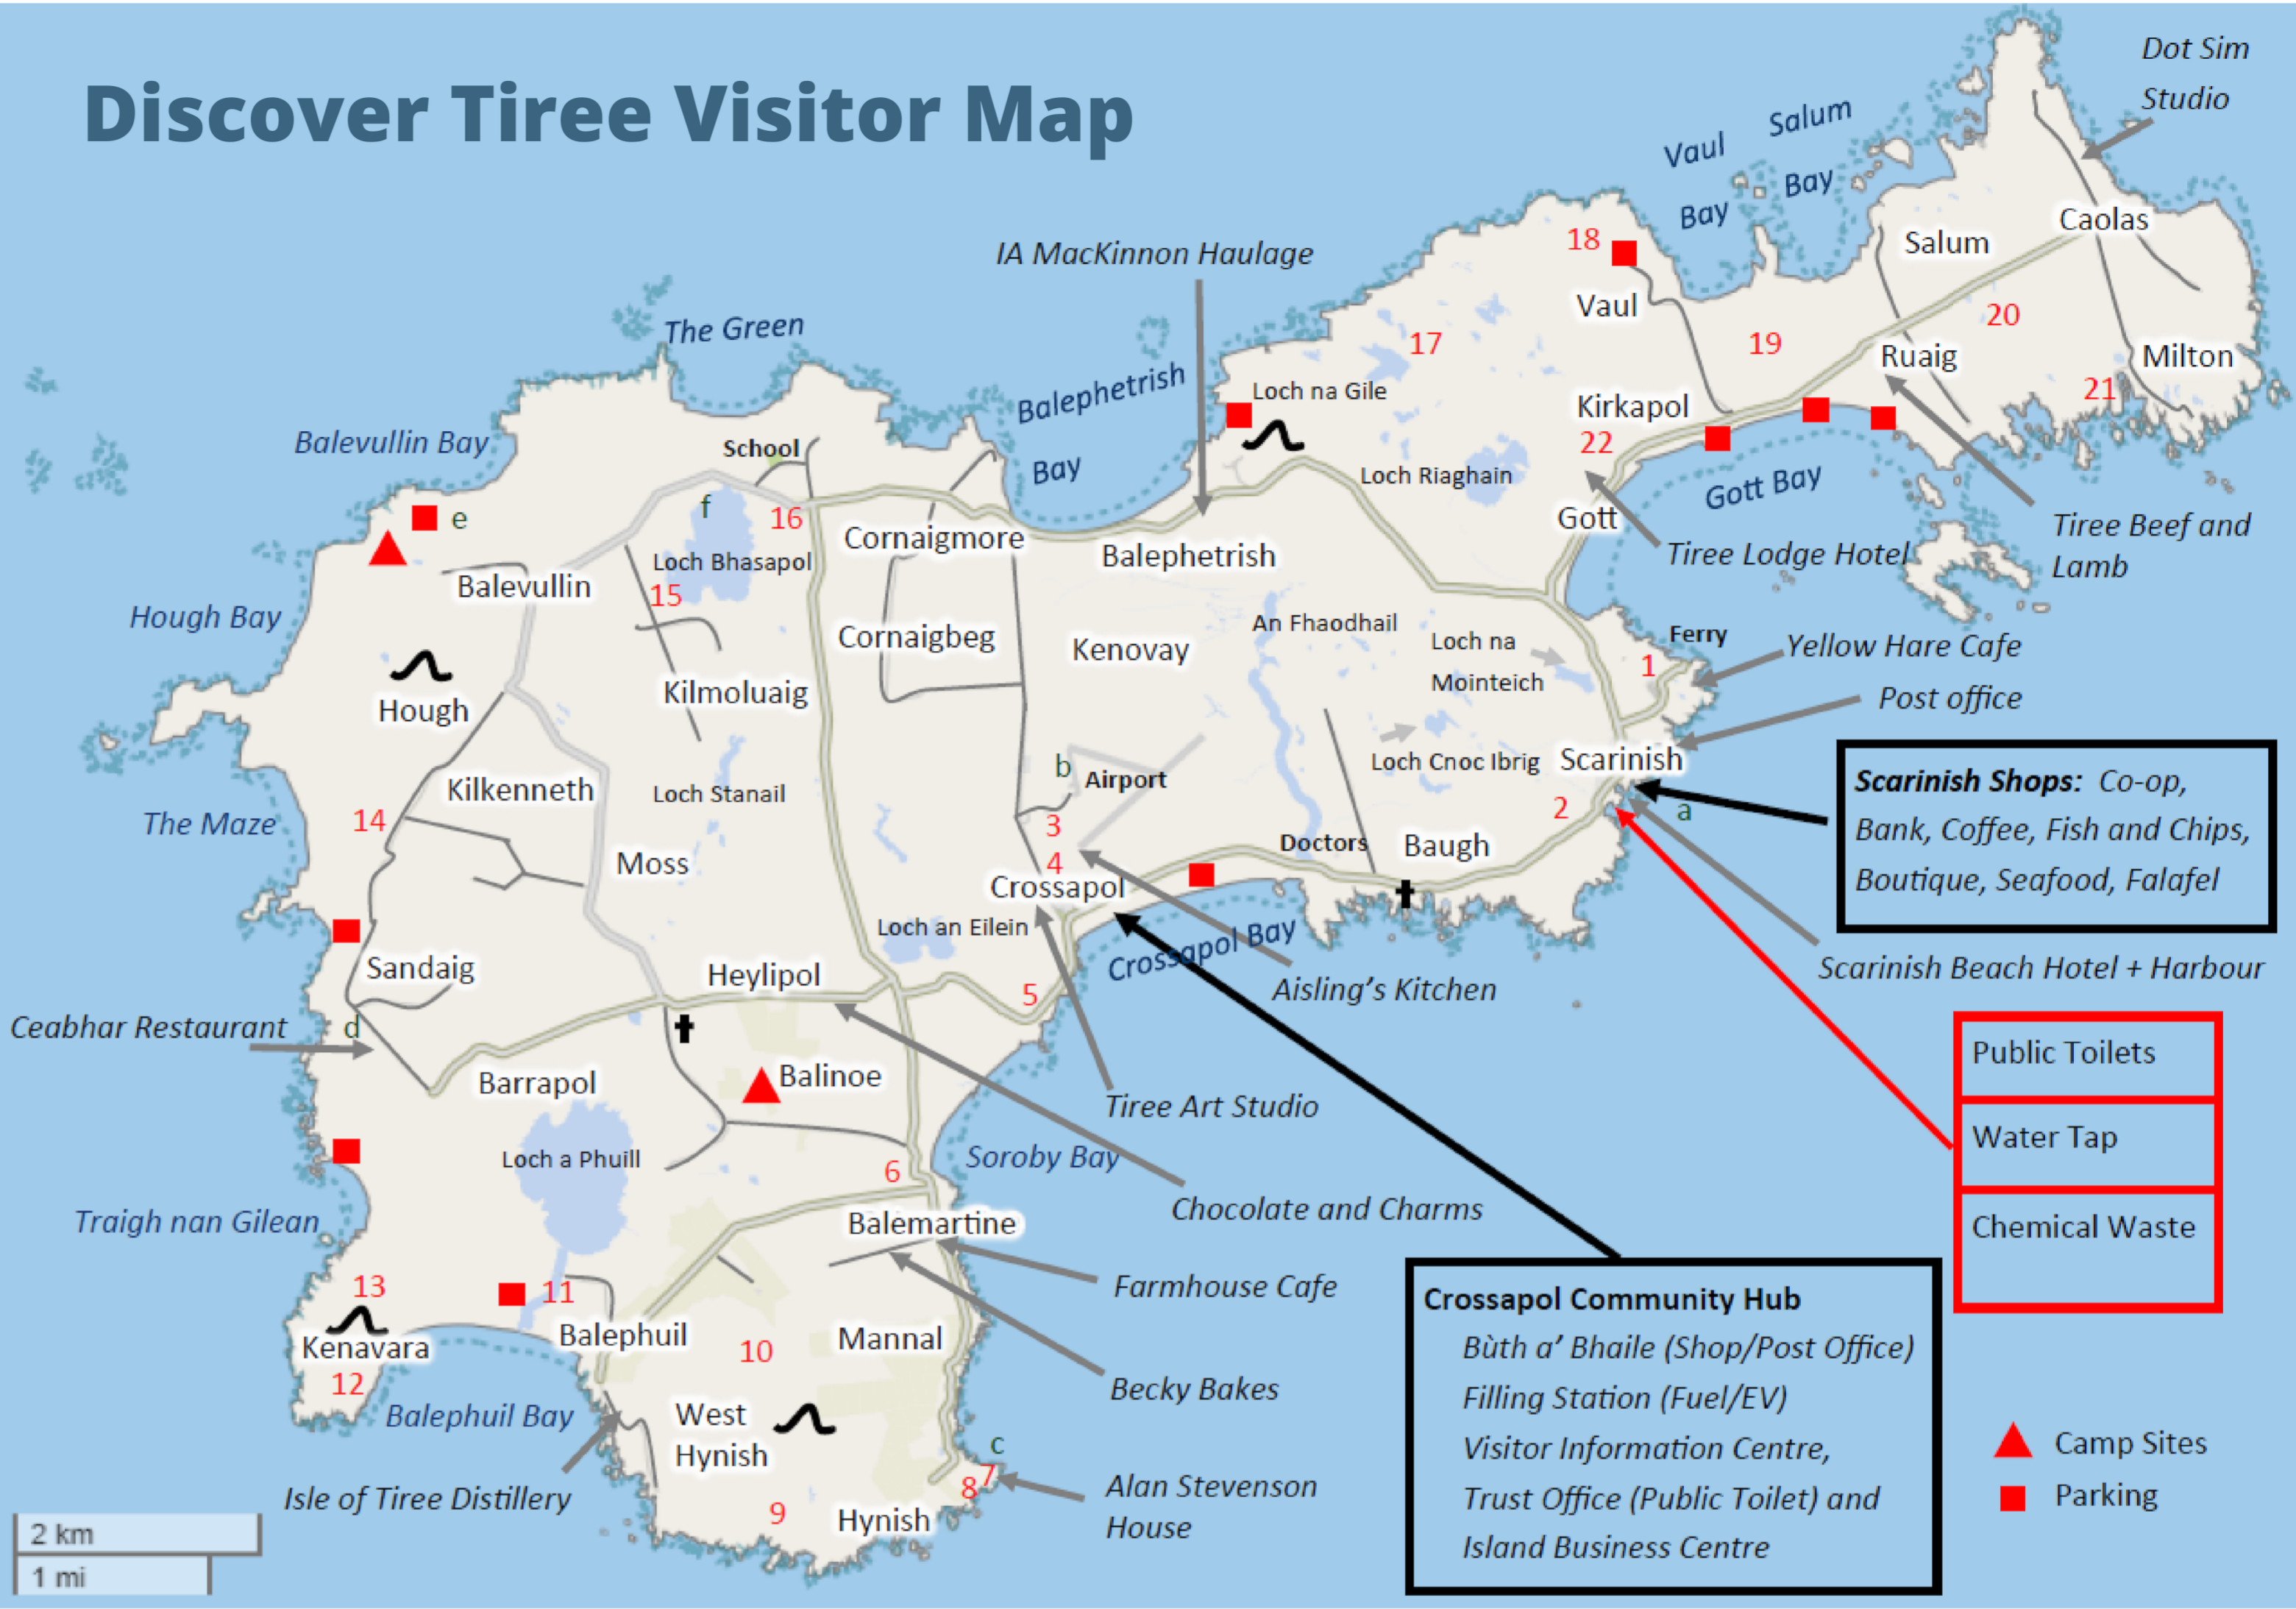 Discover Tiree Visitor Map
Dot Sim
Studio
Salum
Bay
Vaul
Bay
Caolas
Salum
18
Vaul
IA MacKinnon Haulage
20
17
19
The Green
Ruaig
Milton
21
Balephetrish
Bay
Loch na Gile
Kirkapol
22
Balevullin Bay
School
Loch Riaghain
Gott Bay
e
f
16
Gott
Tiree Beef and
Lamb
Cornaigmore
Balephetrish
Tiree Lodge Hotel
Loch Bhasapol
15
Balevullin
Hough Bay
An Fhaodhail
Loch na
Mointeich
Ferry
1
Yellow Hare Cafe
Cornaigbeg
Kenovay
Kilmoluaig
Post office
Hough
Loch Cnoc Ibrig
Scarinish
b
Airport
Kilkenneth
Loch Stanail
a
2
Scarinish Shops: Co-op,
Bank, Coffee, Fish and Chips,
Boutique, Seafood, Falafel
The Maze
14
3
4
Doctors
Baugh
Moss
Crossapol
Loch an Eilein
Crossapol Bay
Sandaig
Heylipol
Scarinish Beach Hotel + Harbour
5
Aisling's Kitchen
Ceabhar Restaurant
d
Public Toilets
Water Tap
Chemical Waste
Barrapol
Balinoe
Tiree Art Studio
Loch a Phuill
Soroby Bay
6
Chocolate and Charms
Traigh nan Gilean
Balemartine
Farmhouse Cafe
13
11
Kenavara
12
Balephuil
10
Mannal
Becky Bakes
Balephuil Bay
West
Hynish
c
7
8
Isle of Tiree Distillery
9
Hynish
Alan Stevenson
House
Crossapol Community Hub
Bùth a' Bhaile (Shop/Post Office)
Filling Station (Fuel/EV)
Visitor Information Centre,
Trust Office (Public Toilet) and
Island Business Centre
Camp Sites
Parking
2 km
1 mi